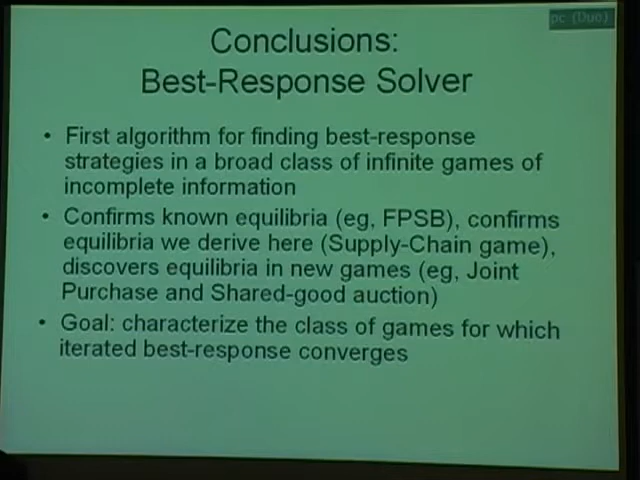 pc (Duo)
Conclusions:
Best-Response Solver
• First algorithm for finding best-response
strategies in a broad class of infinite games of
incomplete information
• Confirms known equilibria (eg, FPSB), confirms
equilibria we derive here (Supply-Chain game),
discovers equilibria in new games (eg, Joint
Purchase and Shared-good auction)
• Goal: characterize the class of games for which
iterated best-response converges